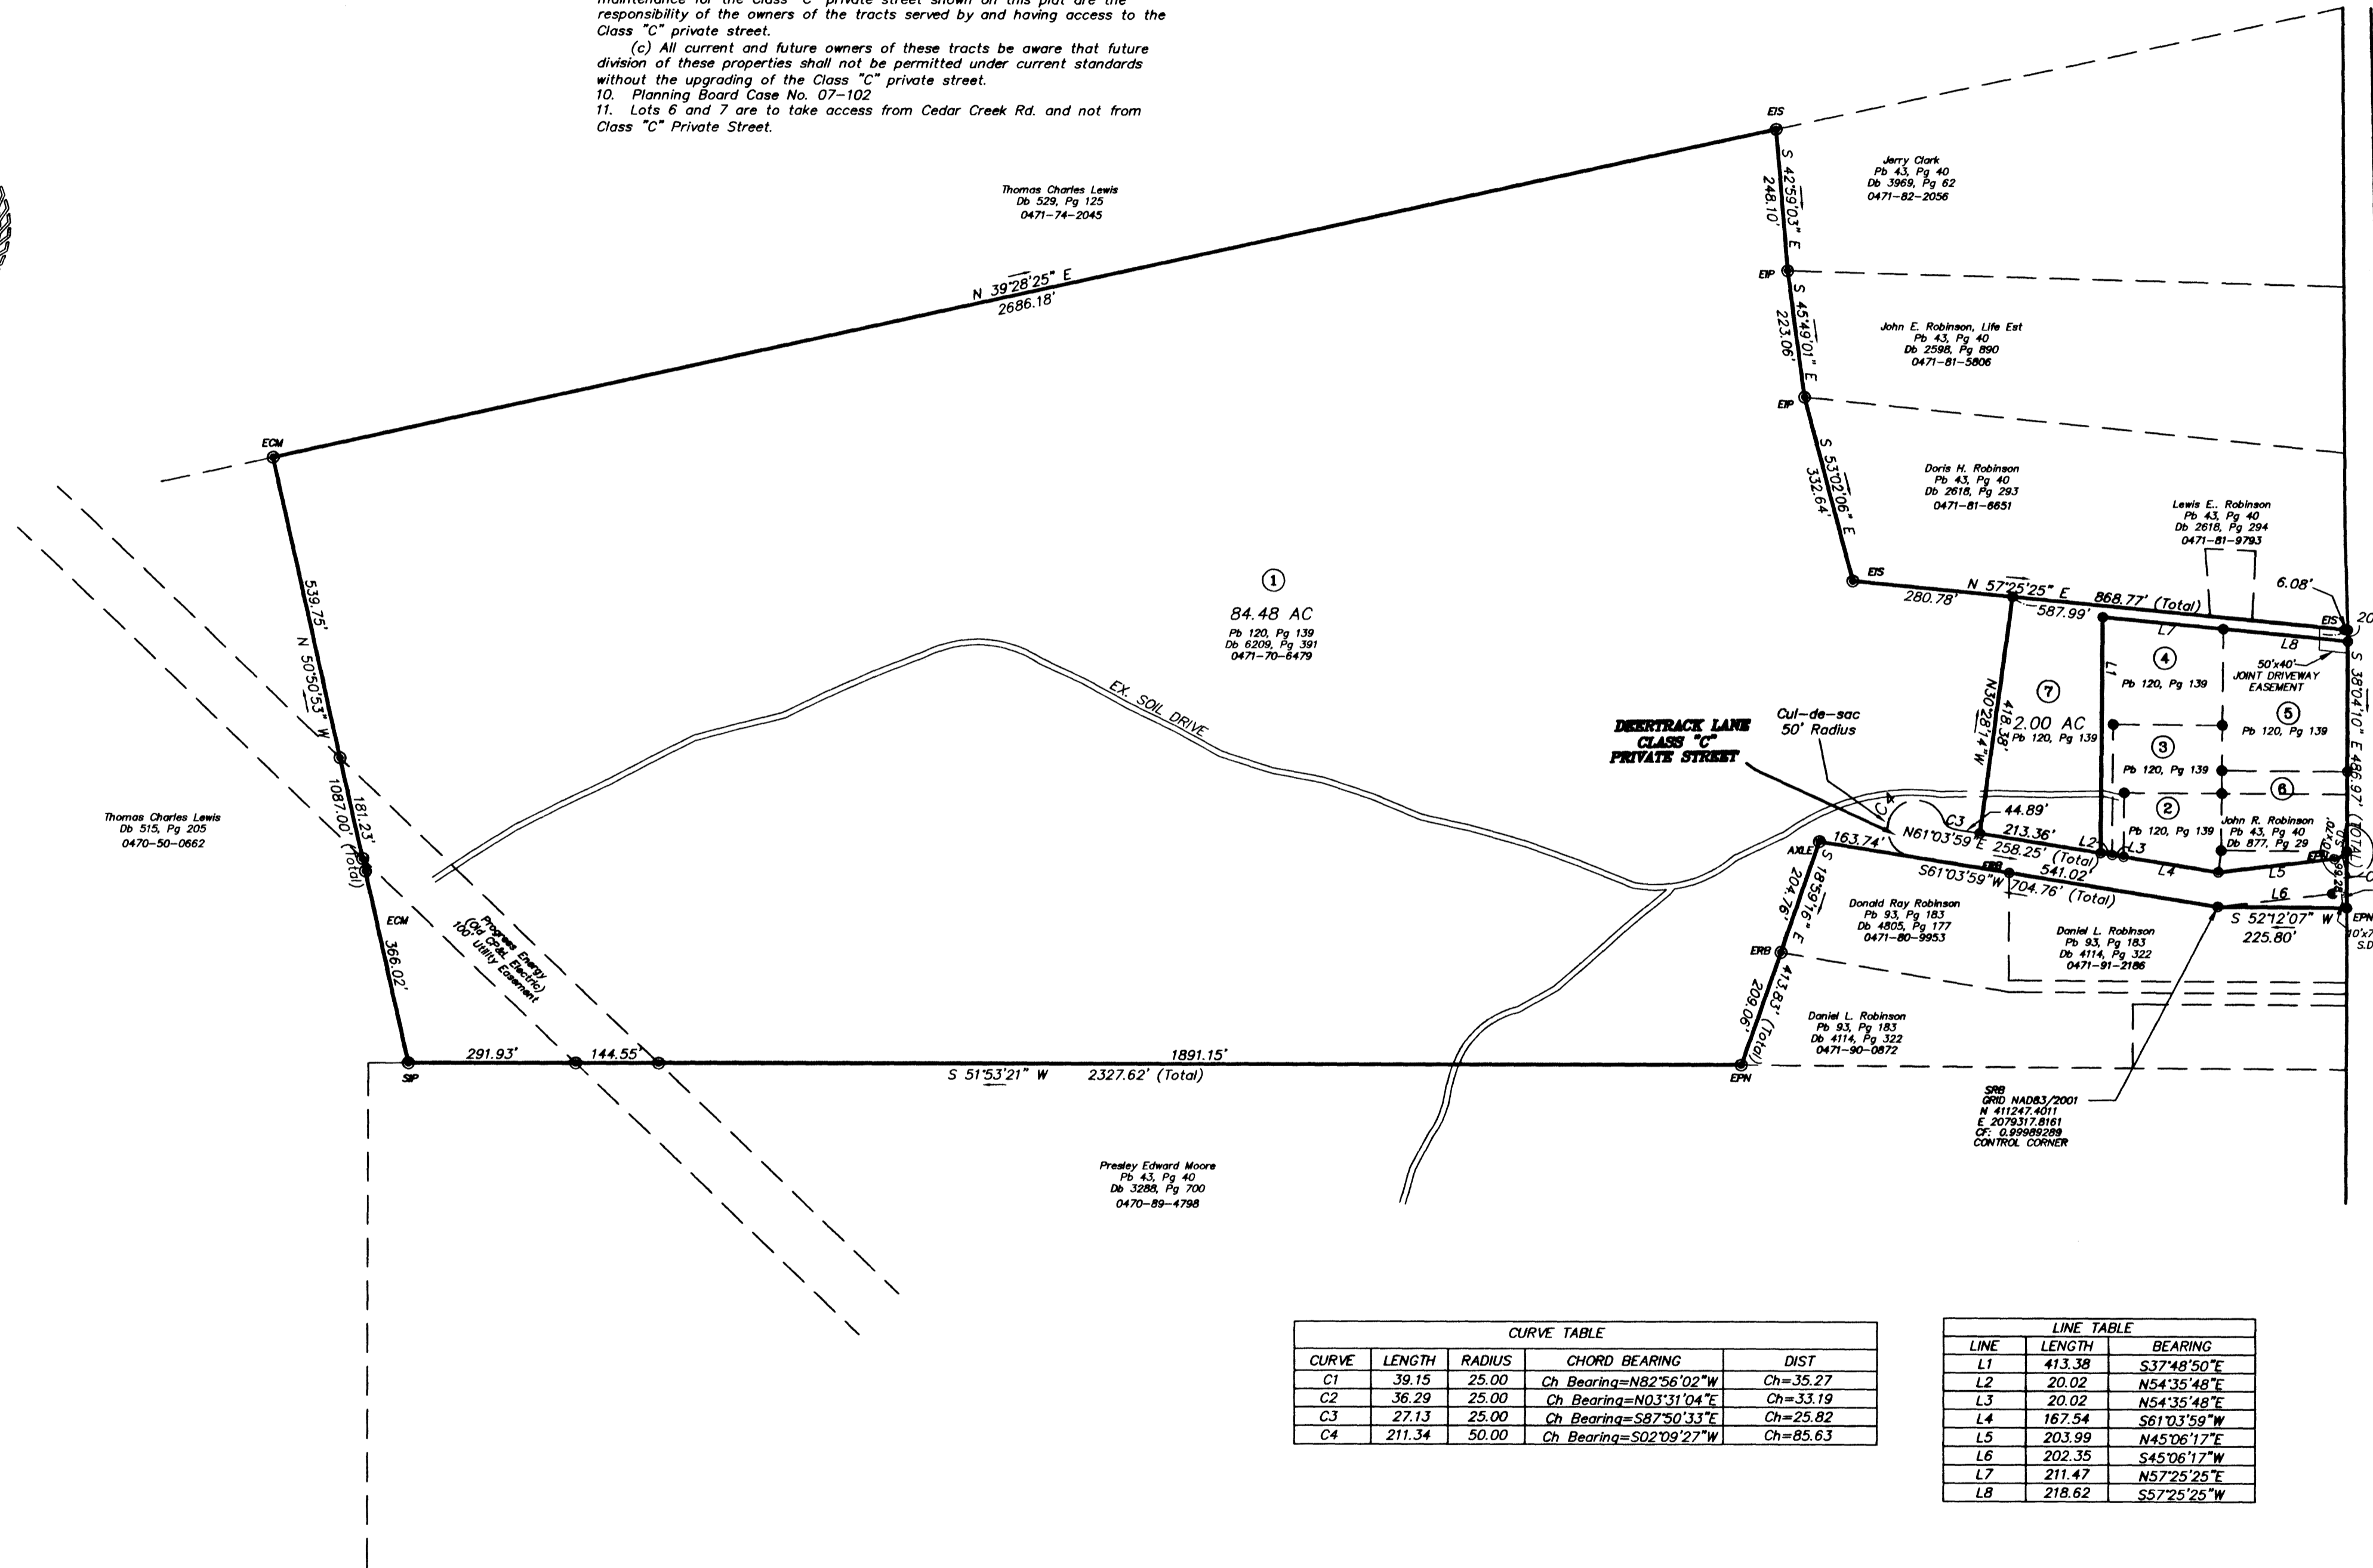 maintenance for the Class "C" private street shown on this plat are the
responsibility of the owners of the tracts served by and having access to the
Class "C" private street.
(c) All current and future owners of these tracts be aware that future
division of these properties shall not be permitted under current standards
without the upgrading of the Class "C" private street.
10. Planning Board Case No. 07-102
11. Lots 6 and 7 are to take access from Cedar Creek Rd. and not from
Class "C" Private Street.
Thomas Charles Lewis
Db 529, Pg 125
0471-74-2045
N 39°28'25" E
2686.18'
EIS
S 42°59'03" E
248.10'
Jerry Clark
Pb 43, Pg 40
Db 3969, Pg 62
0471-82-2056
EIP
S 45°49'01" E
223.06'
John E. Robinson, Life Est
Pb 43, Pg 40
Db 2598, Pg 890
0471-81-5806
EIP
S 53°02'06" E
332.64'
Doris H. Robinson
Pb 43, Pg 40
Db 2618, Pg 293
0471-81-6651
Lewis E.. Robinson
Pb 43, Pg 40
Db 2618, Pg 294
0471-81-9793
6.08'
EIS
N 57°25'25" E
280.78'
587.99'
868.77' (Total)
EIS
20
L7
L8
50'x40'
JOINT DRIVEWAY
EASEMENT
S 38°04'10" E 486.97' (TOTAL)
ECM
539.75'
N 50°50'53" W
181.23'
1087.00' (Total)
ECM
366.02'
Thomas Charles Lewis
Db 515, Pg 205
0470-50-0662
1
84.48 AC
Pb 120, Pg 139
Db 6209, Pg 391
0471-70-6479
EX. SOIL DRIVE
DEERTRACK LANE
CLASS "C"
PRIVATE STREET
Cul-de-sac
50' Radius
N30°28'14"W
418.38'
7
2.00 AC
Pb 120, Pg 139
L1
4
Pb 120, Pg 139
5
Pb 120, Pg 139
3
Pb 120, Pg 139
6
2
Pb 120, Pg 139
John R. Robinson
Pb 43, Pg 40
Db 877, Pg 29
C4
C3
44.89'
213.36'
N61°03'59"E
258.25' (Total)
L2
L3
L4
L5
L6
163.74'
AXLE
ERB
541.02'
S61°03'59"W
704.76' (Total)
S 52°12'07" W
225.80'
EPN
S 18°59'16" E
204.76'
ERB
413.83' (Total)
209.06'
EPN
Donald Ray Robinson
Pb 93, Pg 183
Db 4805, Pg 177
0471-80-9953
Daniel L. Robinson
Pb 93, Pg 183
Db 4114, Pg 322
0471-91-2186
Daniel L. Robinson
Pb 93, Pg 183
Db 4114, Pg 322
0471-90-0872
Progress Energy
(Old CP&L Electric)
100' Utility Easement
291.93'
144.55'
1891.15'
SIP
S 51°53'21" W
2327.62' (Total)
SRB
GRID NAD83/2001
N 411247.4011
E 2079317.8161
CF: 0.99989289
CONTROL CORNER
Presley Edward Moore
Pb 43, Pg 40
Db 3288, Pg 700
0470-89-4798
CURVE TABLE
CURVE LENGTH RADIUS CHORD BEARING DIST
C1 39.15 25.00 Ch Bearing=N82°56'02"W Ch=35.27
C2 36.29 25.00 Ch Bearing=N03°31'04"E Ch=33.19
C3 27.13 25.00 Ch Bearing=S87°50'33"E Ch=25.82
C4 211.34 50.00 Ch Bearing=S02°09'27"W Ch=85.63
LINE TABLE
LINE LENGTH BEARING
L1 413.38 S37°48'50"E
L2 20.02 N54°35'48"E
L3 20.02 N54°35'48"E
L4 167.54 S61°03'59"W
L5 203.99 N45°06'17"E
L6 202.35 S45°06'17"W
L7 211.47 N57°25'25"E
L8 218.62 S57°25'25"W